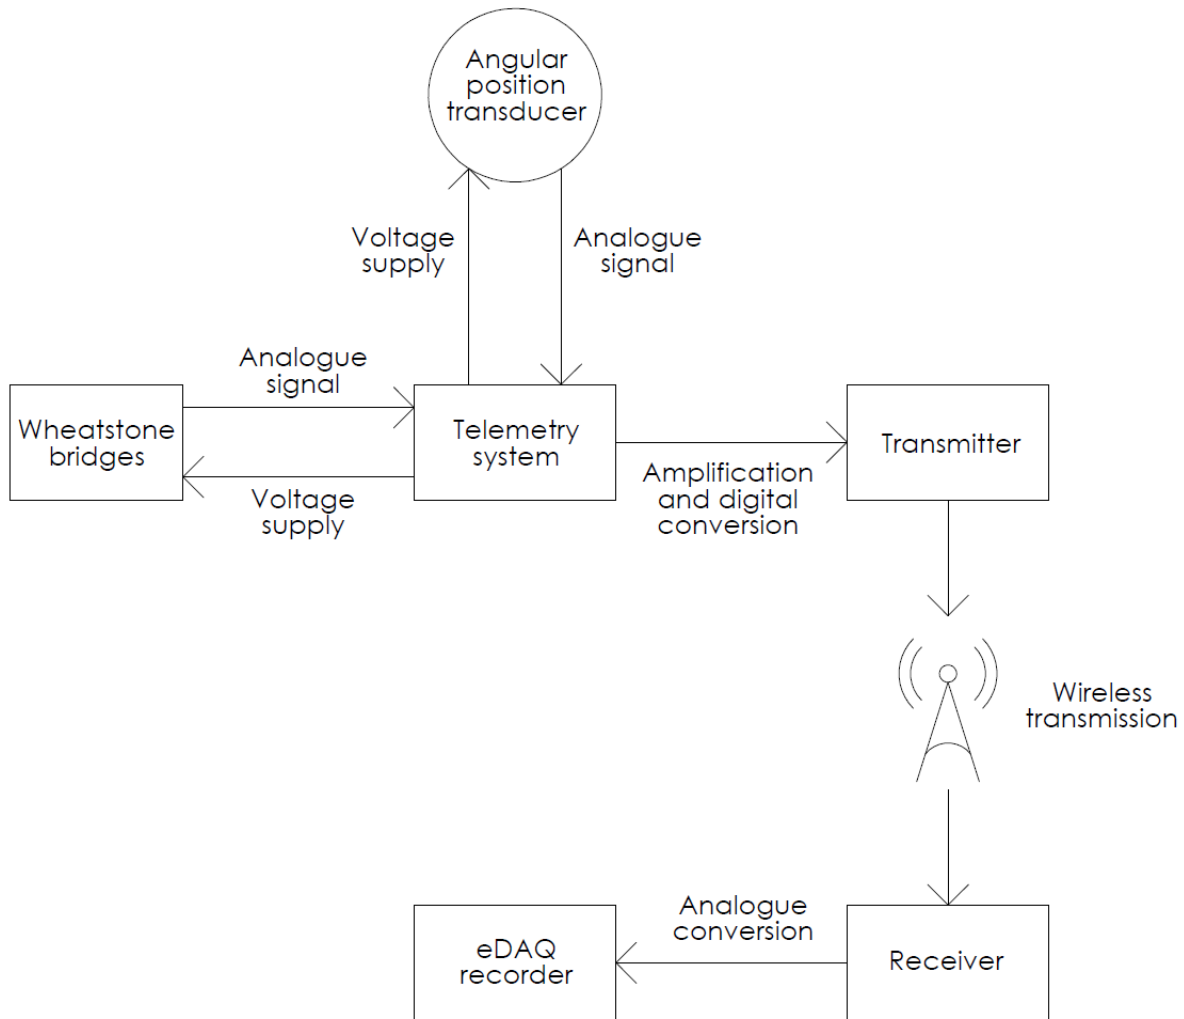 Angular
position
transducer
Voltage
supply
Analogue
signal
Analogue
signal
Wheatstone
bridges
Telemetry
system
Transmitter
Voltage
supply
Amplification
and digital
conversion
Wireless
transmission
Analogue
conversion
eDAQ
recorder
Receiver